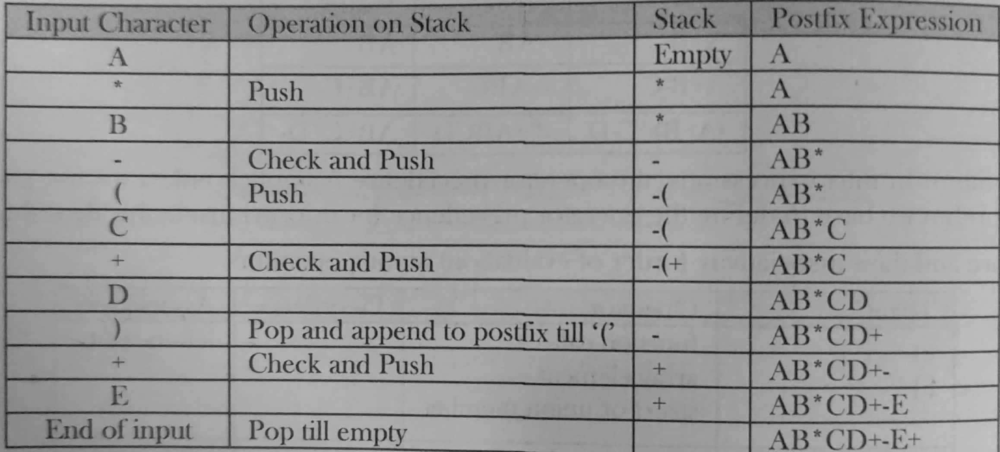 Input Character Operation on Stack Stack Postfix Expression
A Empty A
* Push * A
B * AB
- Check and Push - AB*
( Push -( AB*
C -( AB*C
+ Check and Push -(+ AB*C
D AB*CD
) Pop and append to postfix till ‘(’ - AB*CD+
+ Check and Push + AB*CD+-
E + AB*CD+-E
End of input Pop till empty AB*CD+-E+